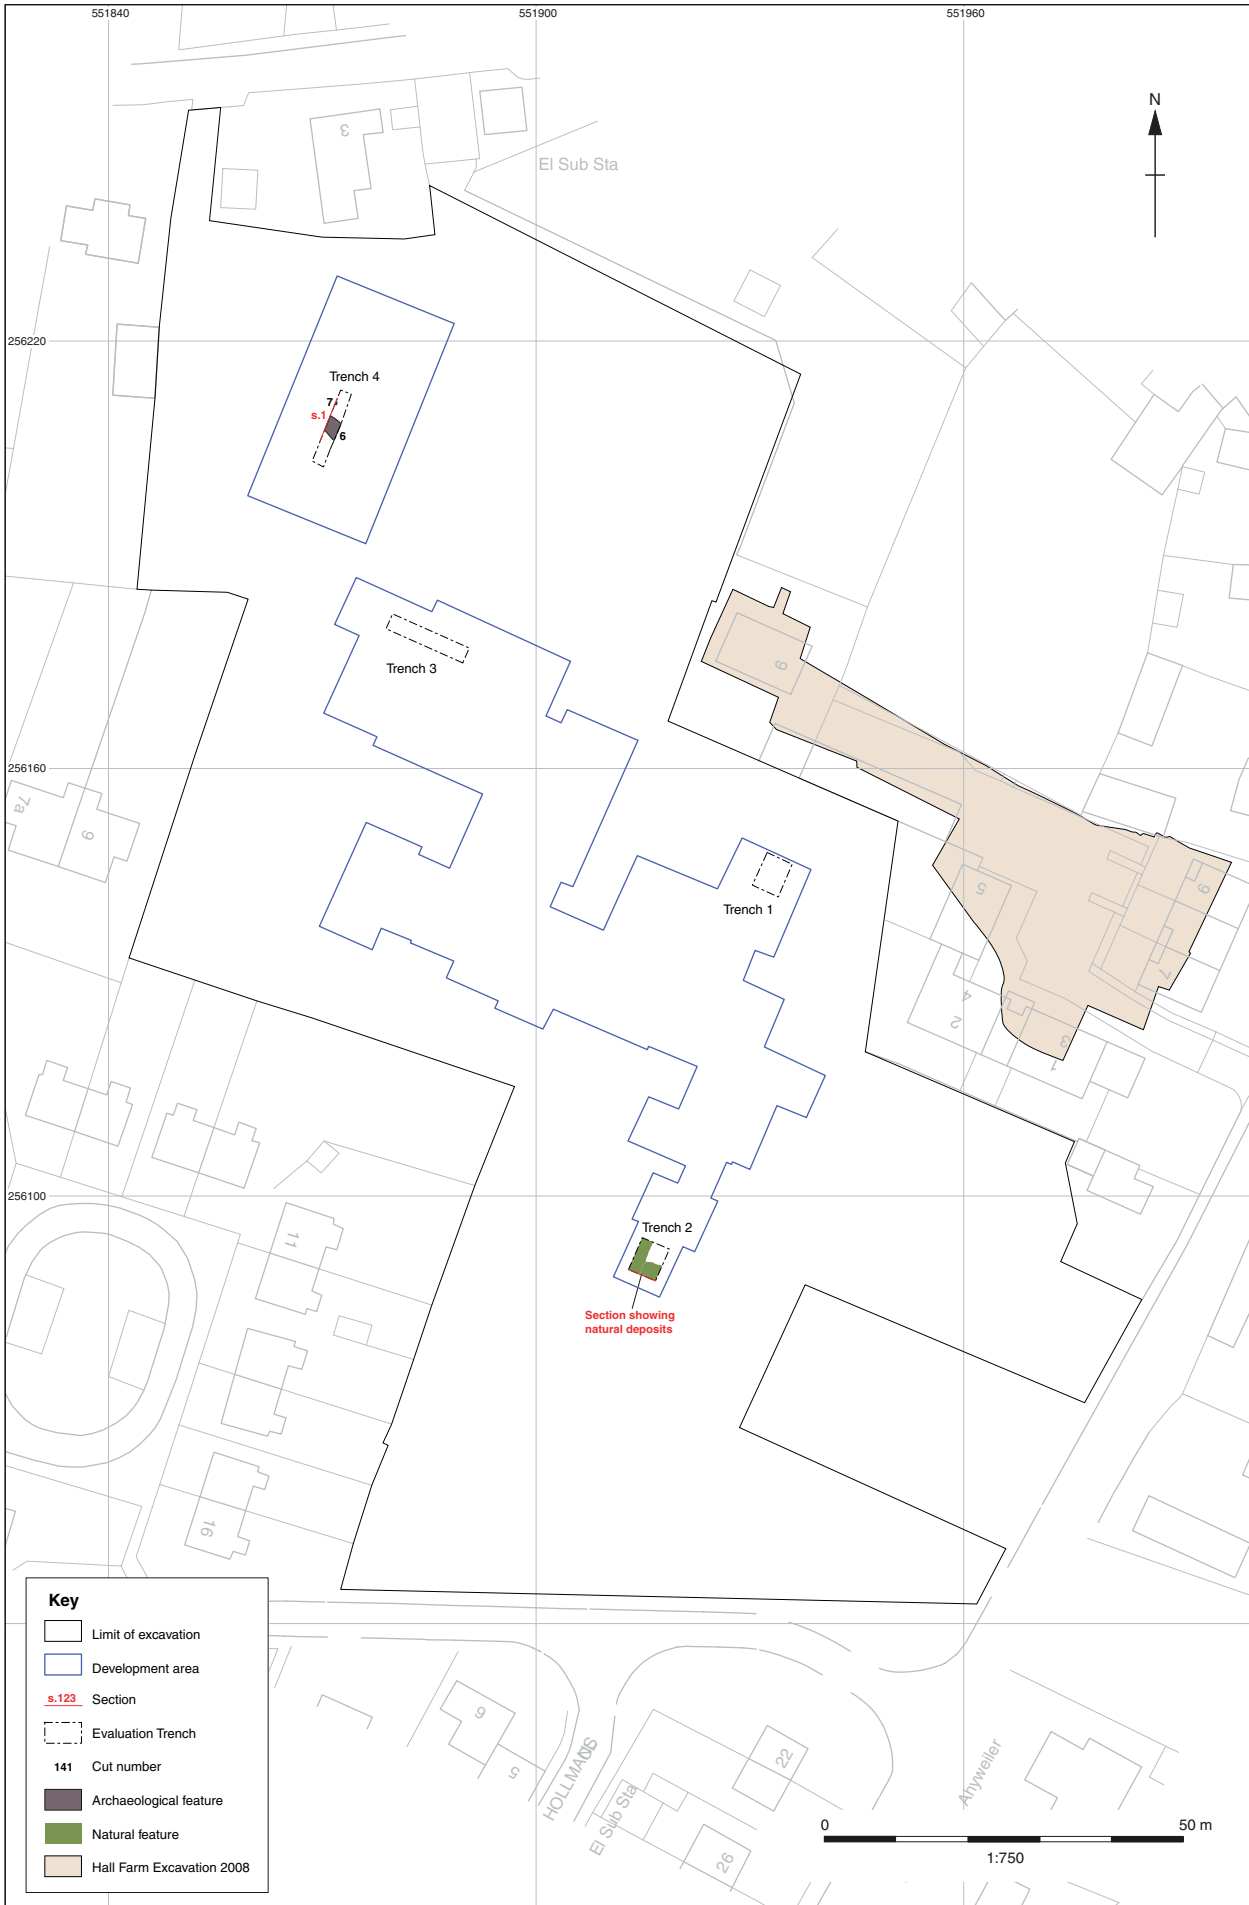 551840
551900
551960
N
3
El Sub Sta
256220
Trench 4
7
s.1
6
Trench 3
9
256160
7a
9
Trench 1
5
9
7
4
2
3
1
256100
Trench 2
11
Section showing
natural deposits
16
Key
Limit of excavation
Development area
s.123 Section
Evaluation Trench
141 Cut number
Archaeological feature
Natural feature
Hall Farm Excavation 2008
9
5
El Sub Sta
22
26
Ahyweiler
0 50 m
1:750